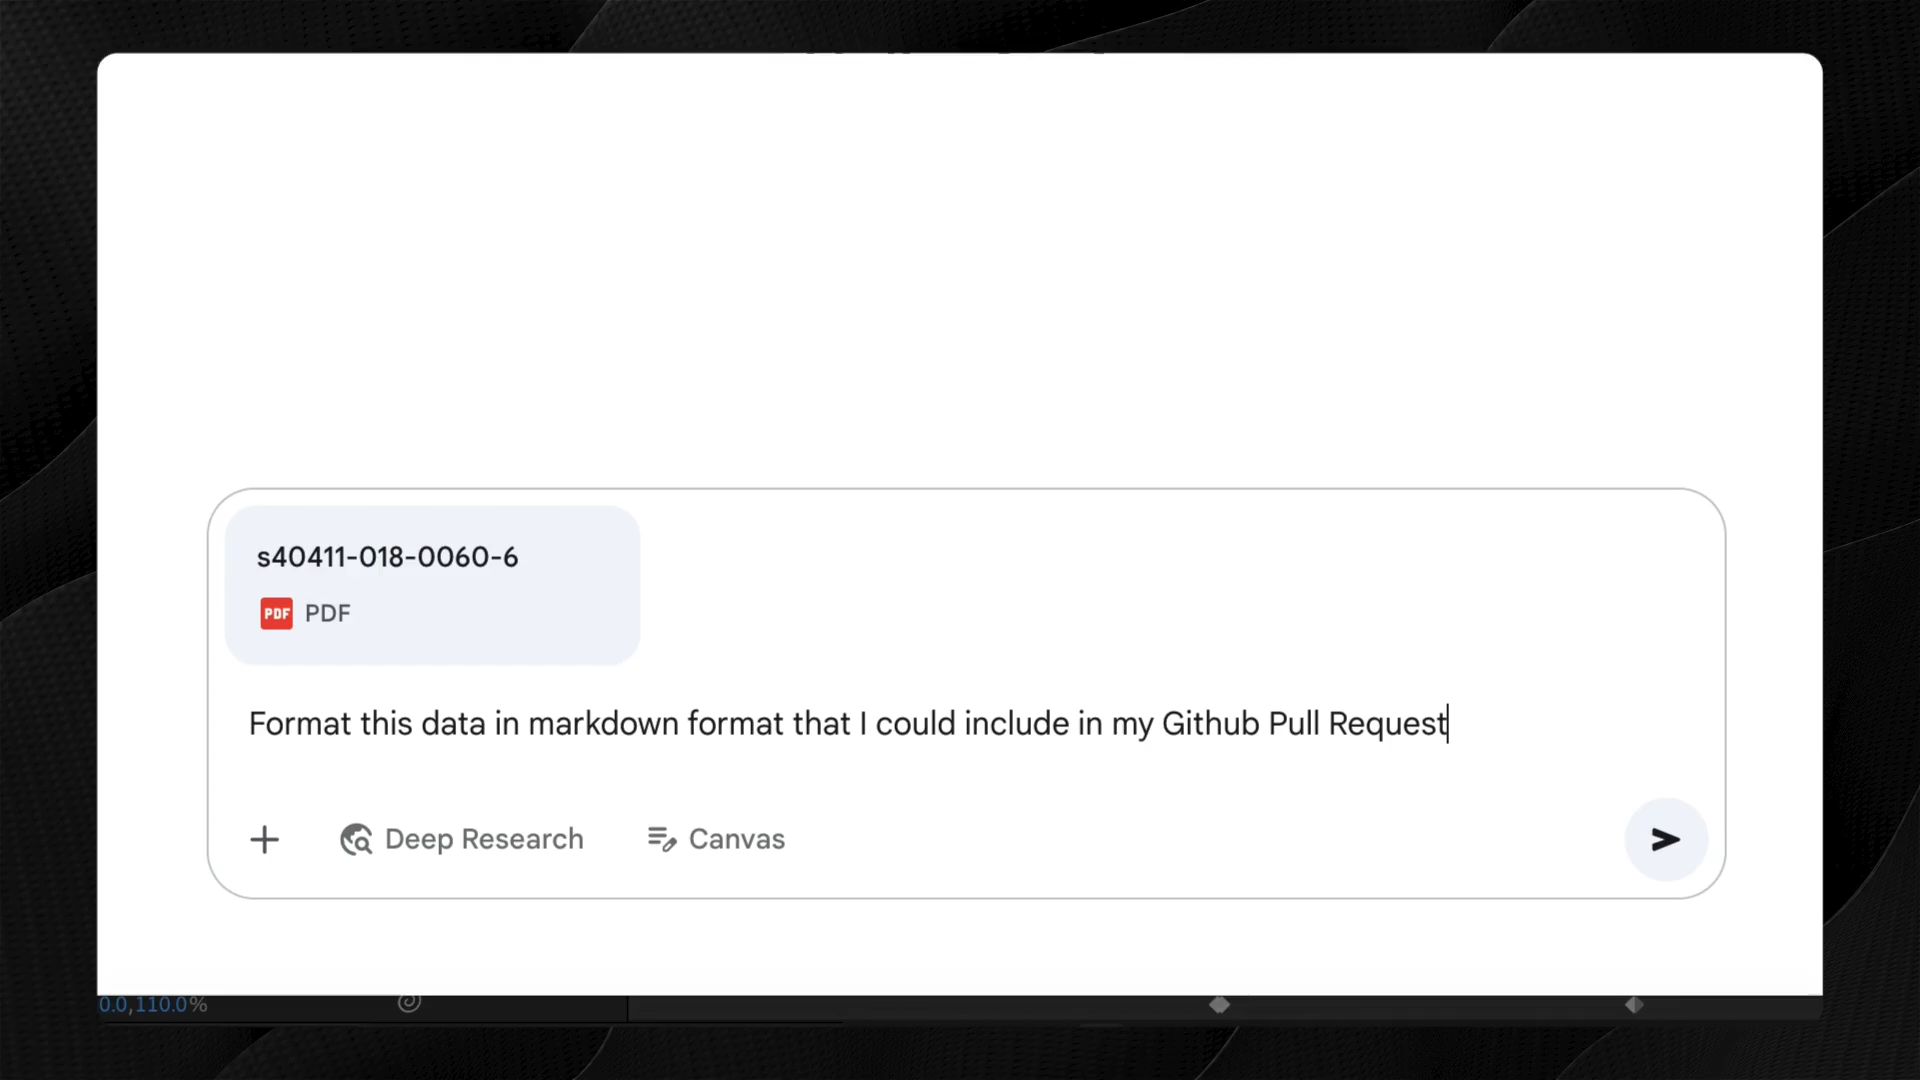 s40411-018-0060-6
PDF PDF
Format this data in markdown format that I could include in my Github Pull Request
Deep Research
Canvas
0.0,110.0%